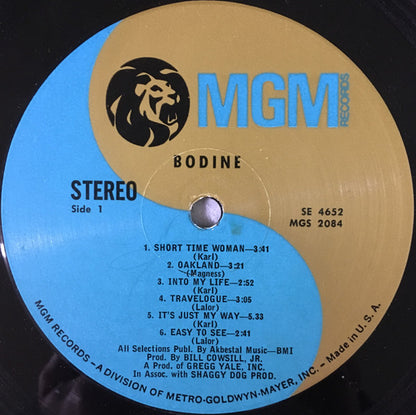 MGM
RECORDS
BODINE
STEREO
Side 1
SE 4652
MGS 2084
1. SHORT TIME WOMAN—3:41
(Karl)
2. OAKLAND—3:21
(Magness)
3. INTO MY LIFE—2:52
(Karl)
4. TRAVELOGUE—3:05
(Lalor)
5. IT'S JUST MY WAY—5.33
(Karl)
6. EASY TO SEE—2:41
(Lalor)
All Selections Publ. By Akbestal Music—BMI
Prod. By BILL COWSILL, JR.
A Prod. of GREGG YALE, INC.
In Assoc. with SHAGGY DOG PROD.
MGM RECORDS—A DIVISION OF METRO-GOLDWYN-MAYER, INC.—Made in U.S.A.